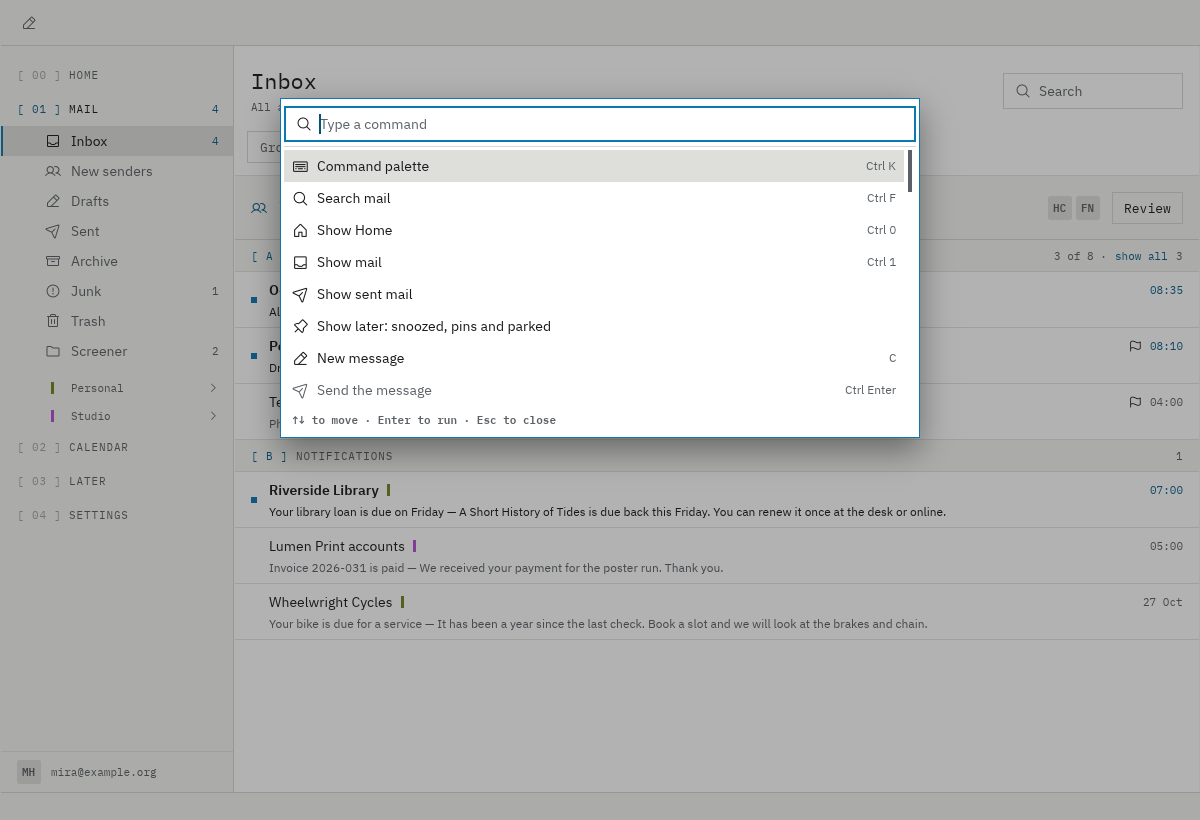 [ 00 ] HOME
[ 01 ] MAIL 4
Inbox 4
New senders
Drafts
Sent
Archive
Junk 1
Trash
Screener 2
Personal
Studio
[ 02 ] CALENDAR
[ 03 ] LATER
[ 04 ] SETTINGS
MH mira@example.org
Inbox
All
Search
Type a command
Command palette Ctrl K
Search mail Ctrl F
Show Home Ctrl 0
Show mail Ctrl 1
Show sent mail
Show later: snoozed, pins and parked
New message C
Send the message Ctrl Enter
↑↓ to move · Enter to run · Esc to close
HC FN Review
[ A 3 of 8 · show all 3
08:35
08:10
04:00
[ B ] NOTIFICATIONS 1
Riverside Library 07:00
Your library loan is due on Friday — A Short History of Tides is due back this Friday. You can renew it once at the desk or online.
Lumen Print accounts 05:00
Invoice 2026-031 is paid — We received your payment for the poster run. Thank you.
Wheelwright Cycles 27 Oct
Your bike is due for a service — It has been a year since the last check. Book a slot and we will look at the brakes and chain.